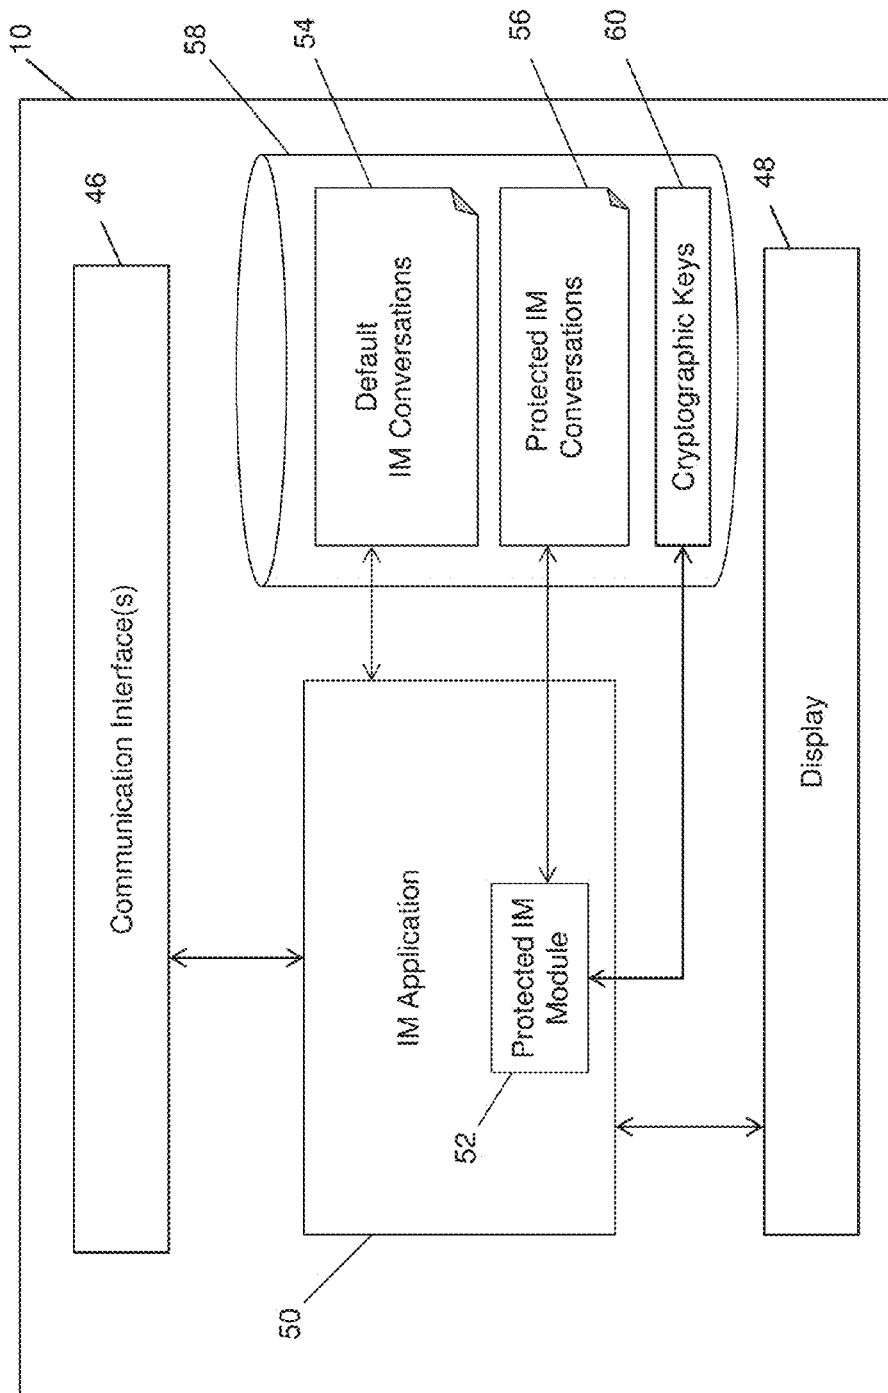 10
46
Communication Interface(s)
58
54
Default
IM Conversations
56
Protected IM
Conversations
60
Cryptographic Keys
50
IM Application
52
Protected IM
Module
48
Display